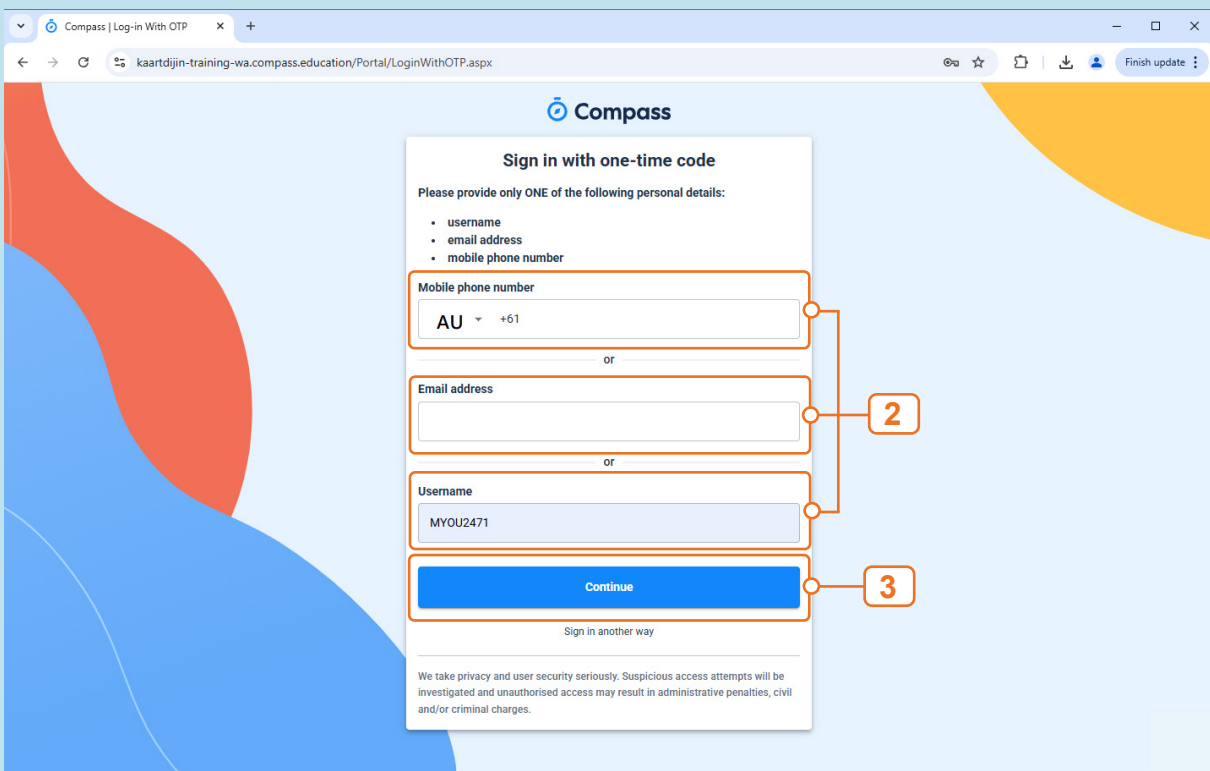 Compass | Log-in With OTP
kaartdijin-training-wa.compass.education/Portal/LoginWithOTP.aspx
Finish update
Compass
Sign in with one-time code
Please provide only ONE of the following personal details:
• username
• email address
• mobile phone number
Mobile phone number
AU +61
or
Email address
2
or
Username
MYOU2471
Continue
3
Sign in another way
We take privacy and user security seriously. Suspicious access attempts will be
investigated and unauthorised access may result in administrative penalties, civil
and/or criminal charges.